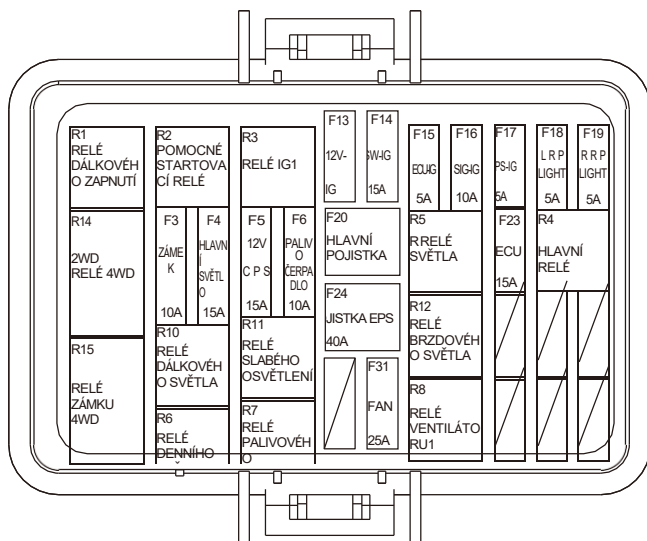 R1
RELÉ
DÁLKOVÉH
O ZAPNUTÍ
R2
POMOCNÉ
STARTOVA
CÍ RELÉ
R3
RELÉ IG1
F13
12V-
IG
F14
SW-IG
15A
F15
ECU-IG
5A
F16
SIG-IG
10A
F17
PS-IG
5A
F18
L R P
LIGHT
5A
F19
R R P
LIGHT
5A
R14
2WD
RELÉ 4WD
F3
ZÁME
K
10A
F4
HLAVN
Í
SVĚTL
O
15A
F5
12V
C P S
15A
F6
PALIV
O
ČERPA
DLO
10A
F20
HLAVNÍ
POJISTKA
R5
RRELÉ
SVĚTLA
F23
ECU
15A
R4
HLAVNÍ
RELÉ
F24
JISTKA EPS
40A
R12
RELÉ
BRZDOVÉH
O SVĚTLA
R15
RELÉ
ZÁMKU
4WD
R10
RELÉ
DÁLKOVÉH
O SVĚTLA
R11
RELÉ
SLABÉHO
OSVĚTLENÍ
F31
FAN
25A
R8
RELÉ
VENTILÁTO
RU1
R6
RELÉ
DENNÍHO
R7
RELÉ
PALIVOVÉH
O